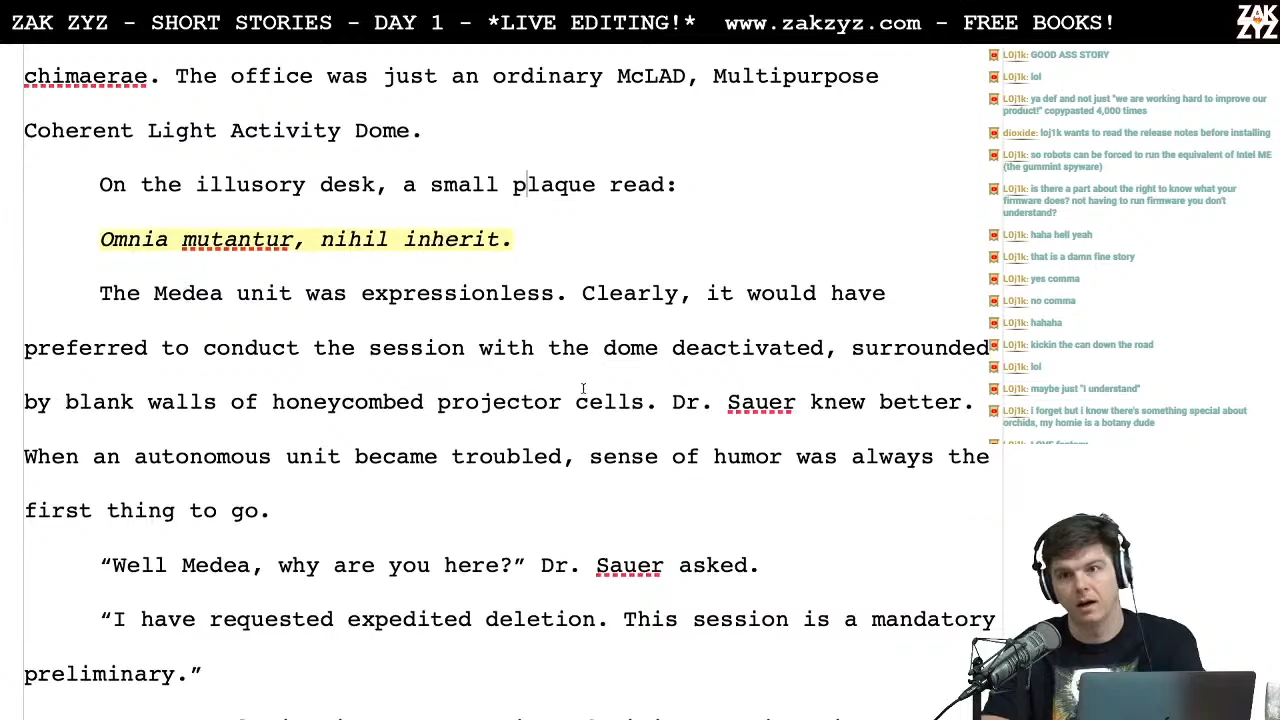 ZAK ZYZ - SHORT STORIES - DAY 1 - *LIVE EDITING!* www.zakzyz.com - FREE BOOKS!
ZAK
ZYZ
chimaerae. The office was just an ordinary McLAD, Multipurpose
Coherent Light Activity Dome.
On the illusory desk, a small plaque read:
Omnia mutantur, nihil inherit.
The Medea unit was expressionless. Clearly, it would have
preferred to conduct the session with the dome deactivated, surrounded
by blank walls of honeycombed projector cells. Dr. Sauer knew better.
When an autonomous unit became troubled, sense of humor was always the
first thing to go.
“Well Medea, why are you here?” Dr. Sauer asked.
“I have requested expedited deletion. This session is a mandatory
preliminary.”
L0j1k: GOOD ASS STORY
L0j1k: lol
L0j1k: ya def and not just "we are working hard to improve our
product!" copypasted 4,000 times
dioxide: loj1k wants to read the release notes before installing
L0j1k: so robots can be forced to run the equivalent of Intel ME
(the gummint spyware)
L0j1k: is there a part about the right to know what your
firmware does? not having to run firmware you don't
understand?
L0j1k: haha hell yeah
L0j1k: that is a damn fine story
L0j1k: yes comma
L0j1k: no comma
L0j1k: hahaha
L0j1k: kickin the can down the road
L0j1k: lol
L0j1k: maybe just "I understand"
L0j1k: i forget but i know there's something special about
orchids, my homie is a botany dude